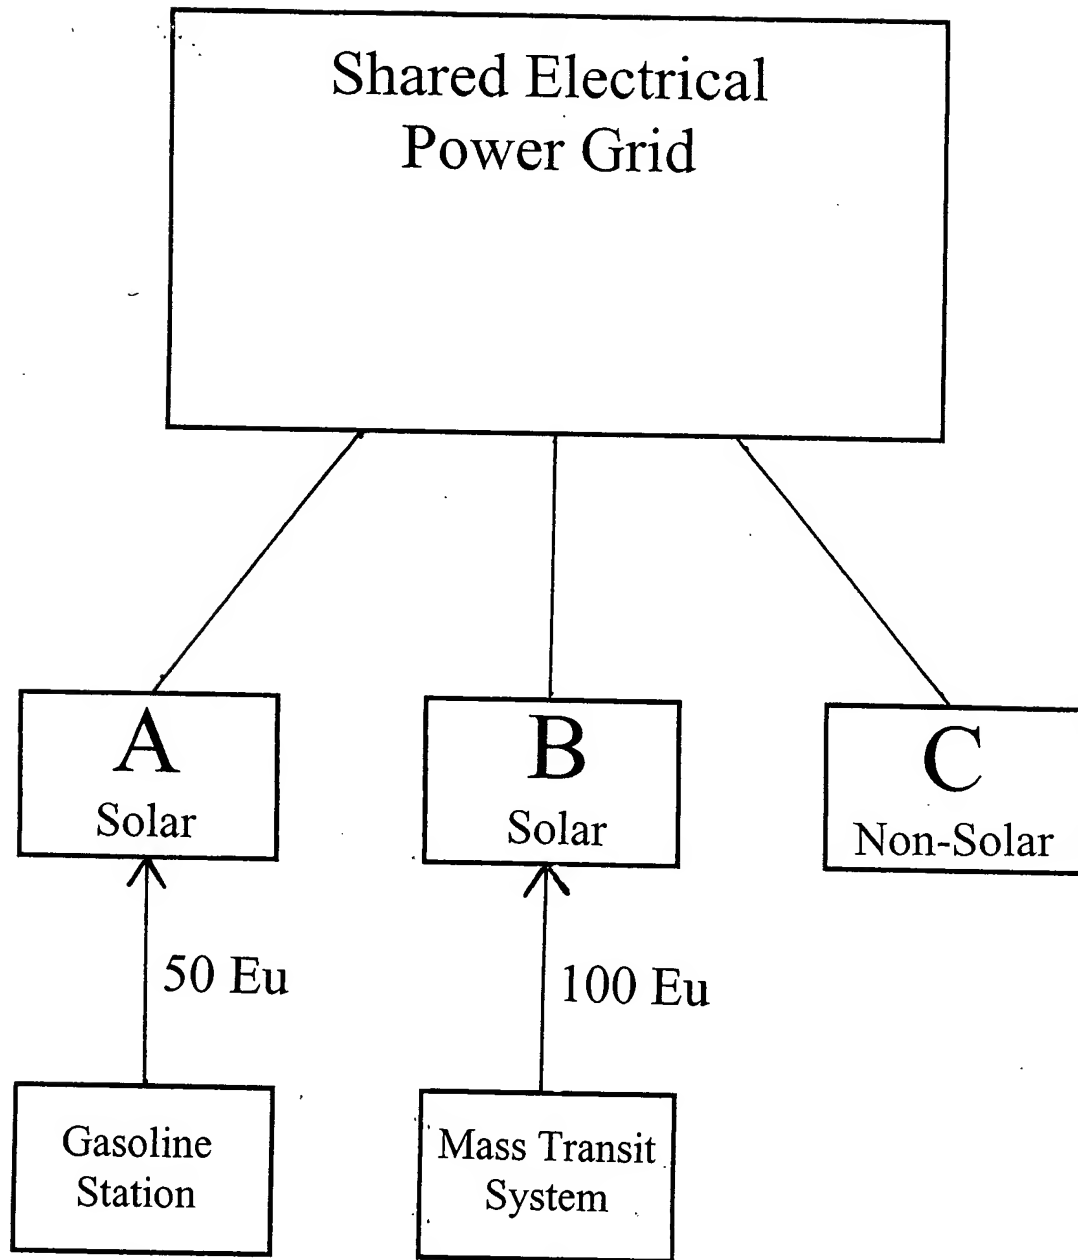 Shared Electrical
Power Grid
A
Solar
B
Solar
C
Non-Solar
50 Eu
100 Eu
Gasoline
Station
Mass Transit
System